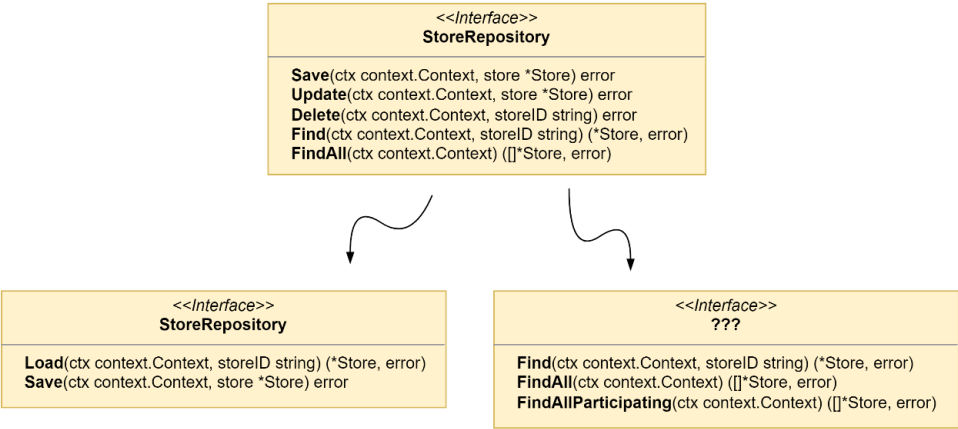 <<Interface>>
StoreRepository
Save(ctx context.Context, store *Store) error
Update(ctx context.Context, store *Store) error
Delete(ctx context.Context, storeID string) error
Find(ctx context.Context, storeID string) (*Store, error)
FindAll(ctx context.Context) ([]*Store, error)
<<Interface>>
StoreRepository
Load(ctx context.Context, storeID string) (*Store, error)
Save(ctx context.Context, store *Store) error
<<Interface>>
???
Find(ctx context.Context, storeID string) (*Store, error)
FindAll(ctx context.Context) ([]*Store, error)
FindAllParticipating(ctx context.Context) ([]*Store, error)